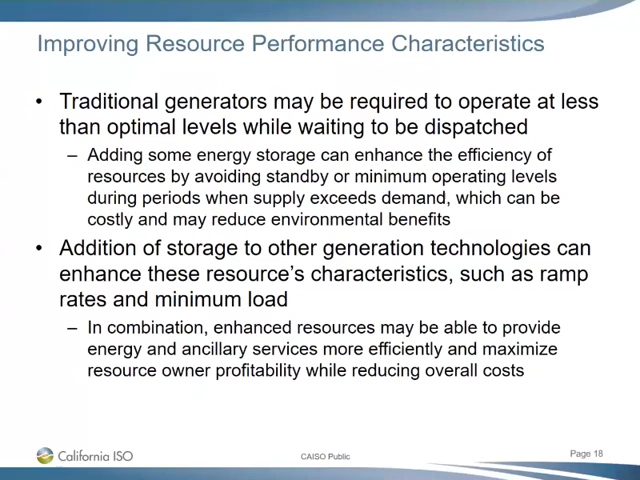 Improving Resource Performance Characteristics
• Traditional generators may be required to operate at less
than optimal levels while waiting to be dispatched
– Adding some energy storage can enhance the efficiency of
resources by avoiding standby or minimum operating levels
during periods when supply exceeds demand, which can be
costly and may reduce environmental benefits
• Addition of storage to other generation technologies can
enhance these resource's characteristics, such as ramp
rates and minimum load
– In combination, enhanced resources may be able to provide
energy and ancillary services more efficiently and maximize
resource owner profitability while reducing overall costs
California ISO
CAISO Public
Page 18